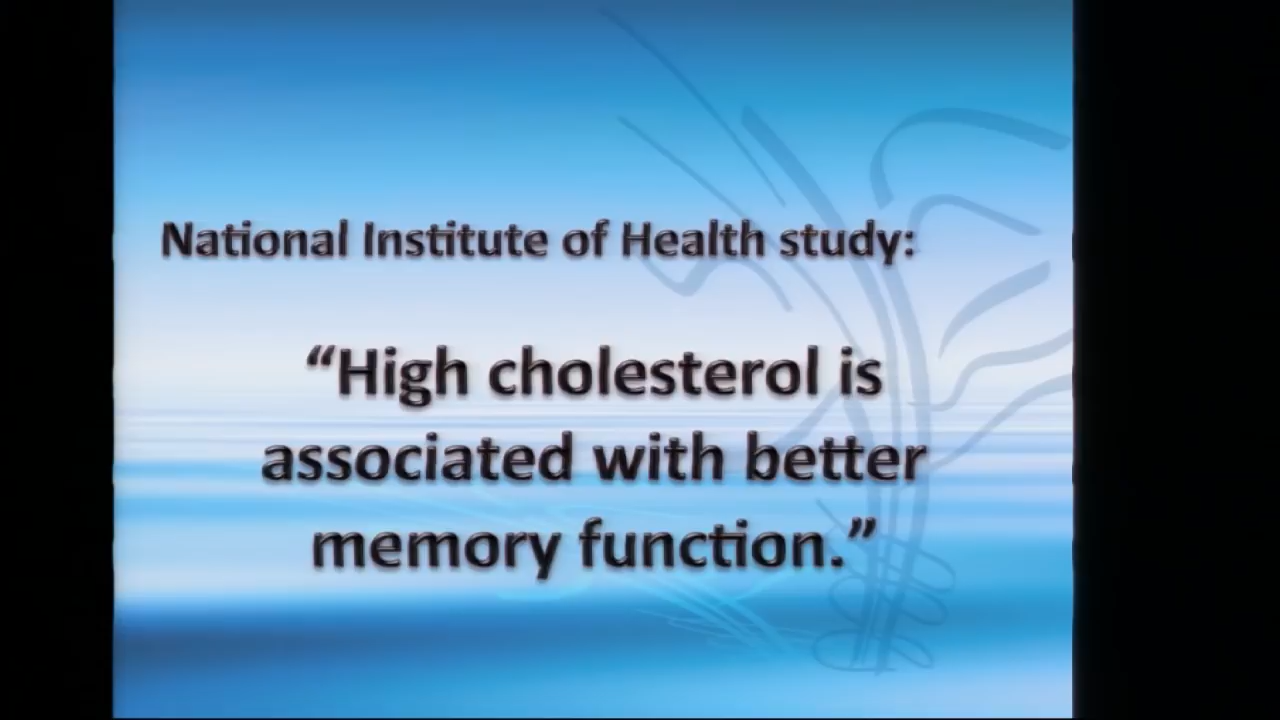 National Institute of Health study:
“High cholesterol is
associated with better
memory function.”